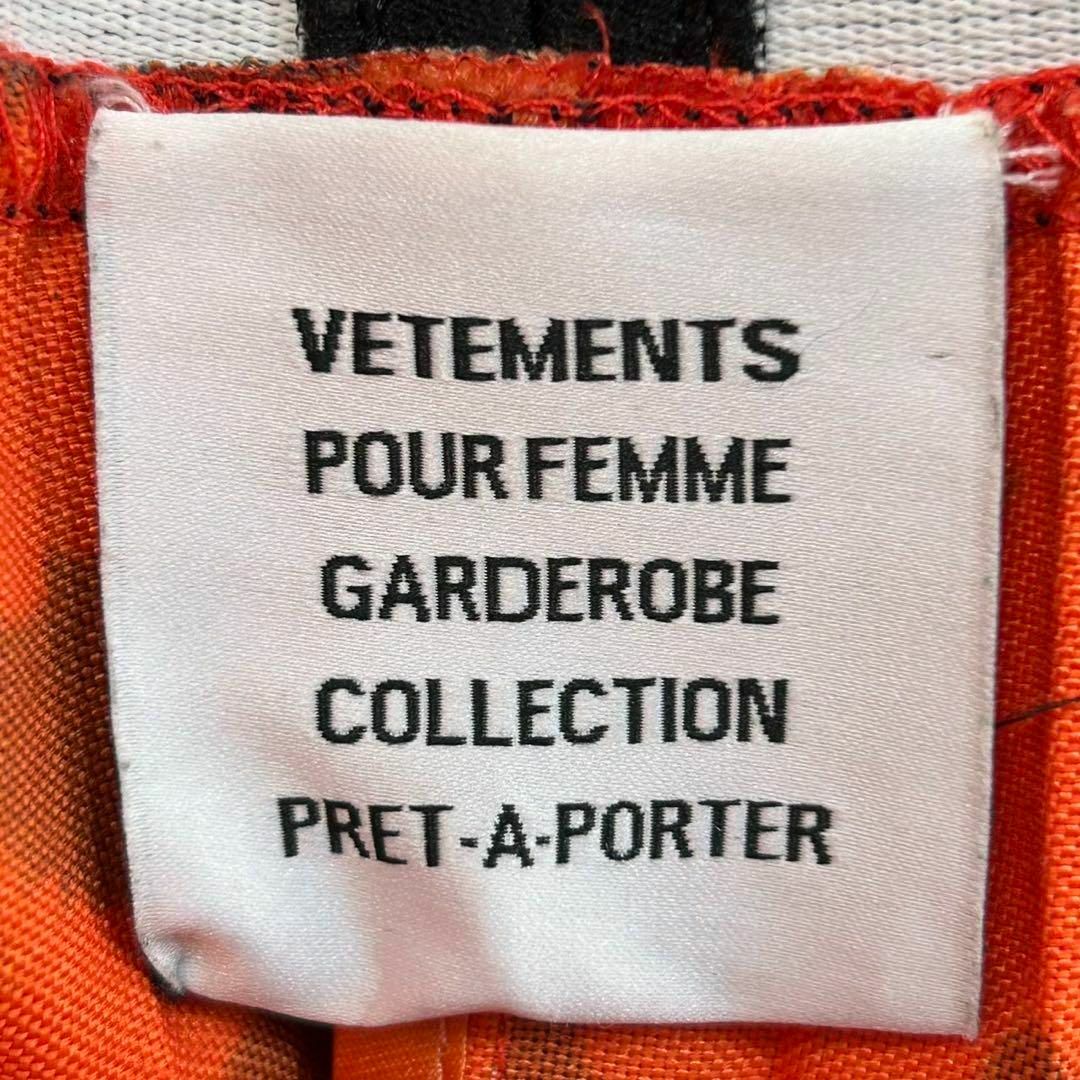 VETEMENTS
POUR FEMME
GARDEROBE
COLLECTION
PRET-A-PORTER